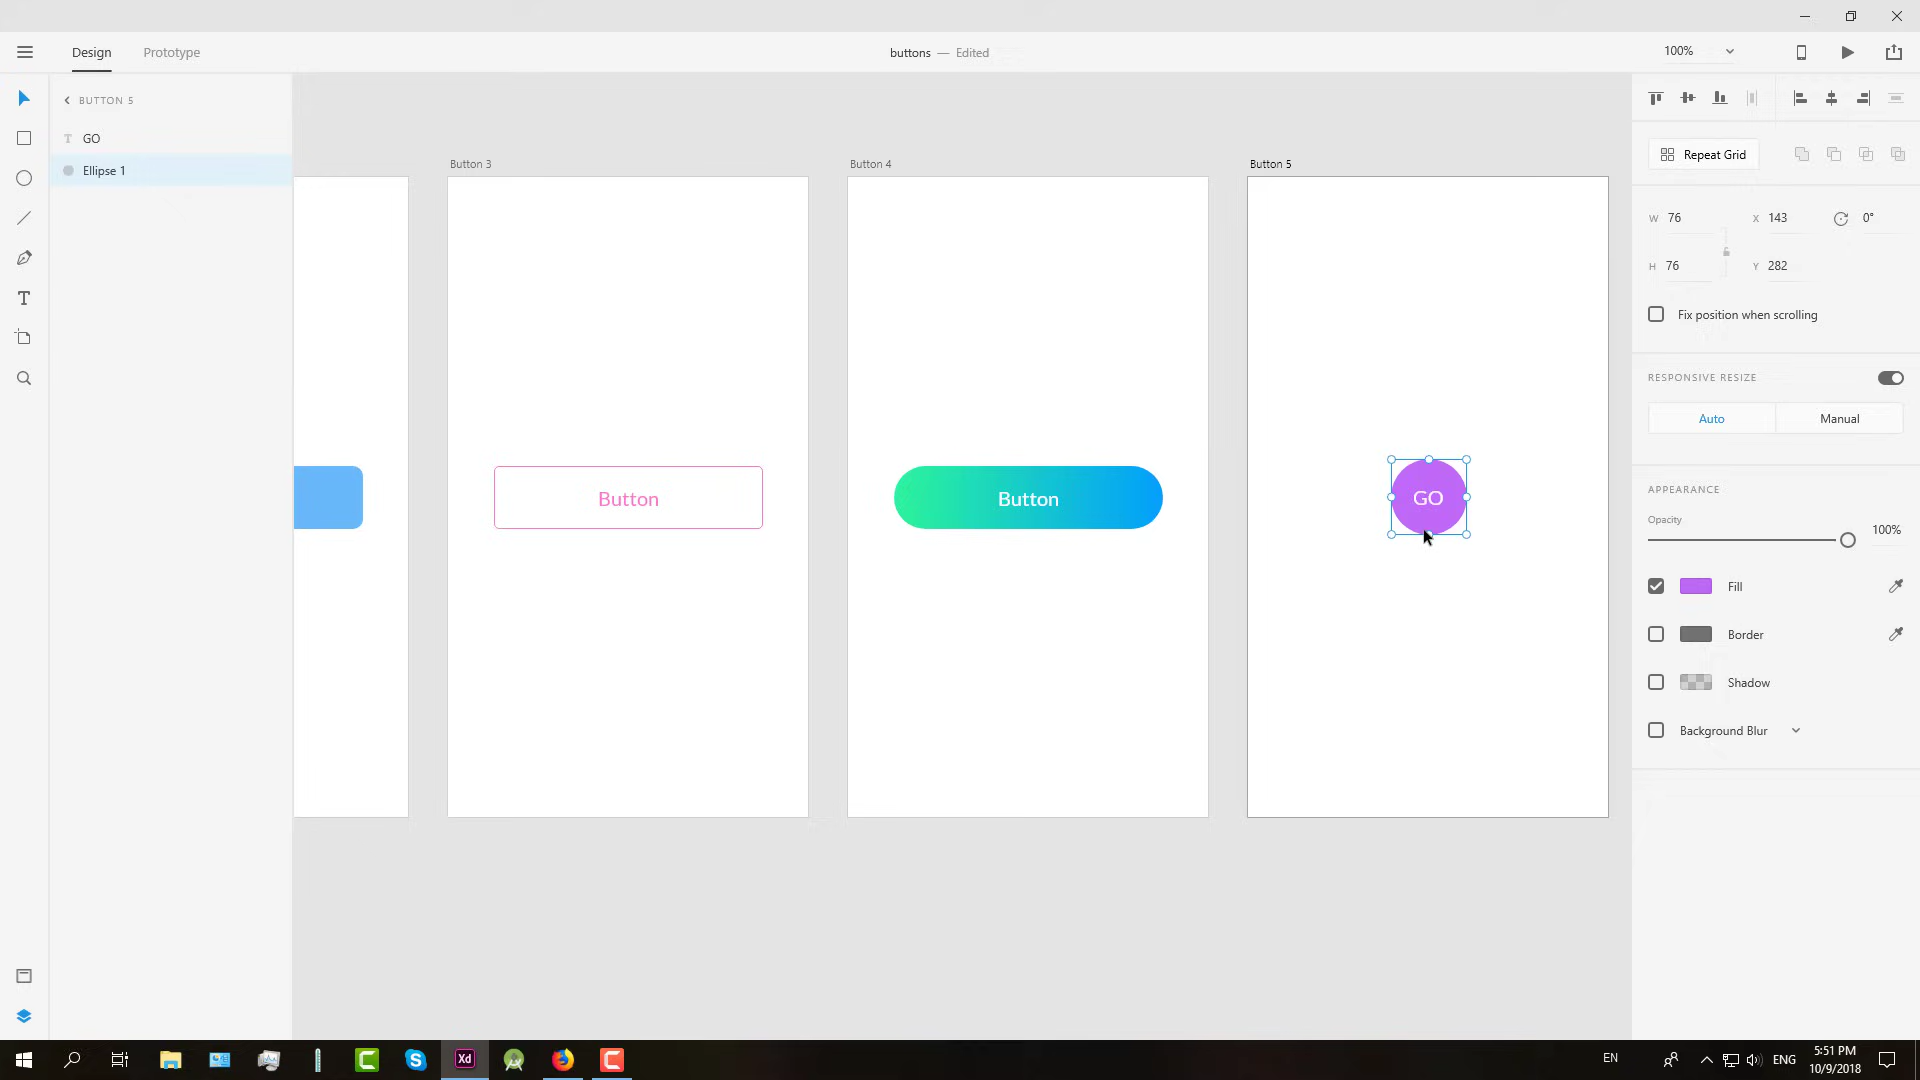 Design
Prototype
buttons — Edited
100%
BUTTON 5
T GO
Ellipse 1
Button 3
Button 4
Button 5
Button
Button
GO
Repeat Grid
W 76
X 143
0°
H 76
Y 282
Fix position when scrolling
RESPONSIVE RESIZE
Auto
Manual
APPEARANCE
Opacity
100%
Fill
Border
Shadow
Background Blur
T
Xd
EN
ENG
5:51 PM
10/9/2018